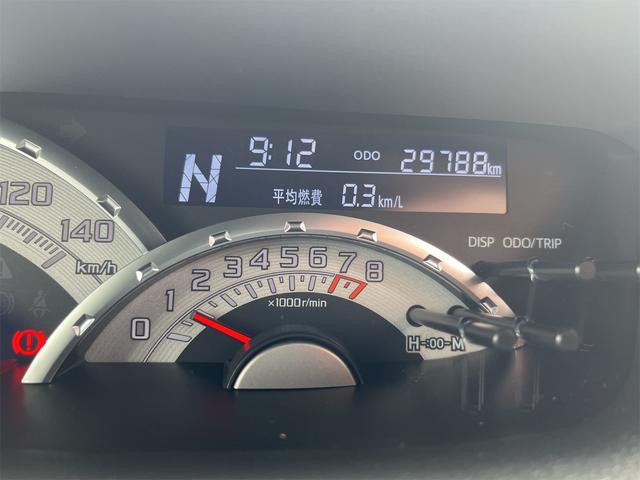 9:12 ODO 29788km
N
平均燃費 0.3km/L
120
140
km/h
DISP ODO/TRIP
0 1 2 3 4 5 6 7 8
×1000r/min
H-:00-M